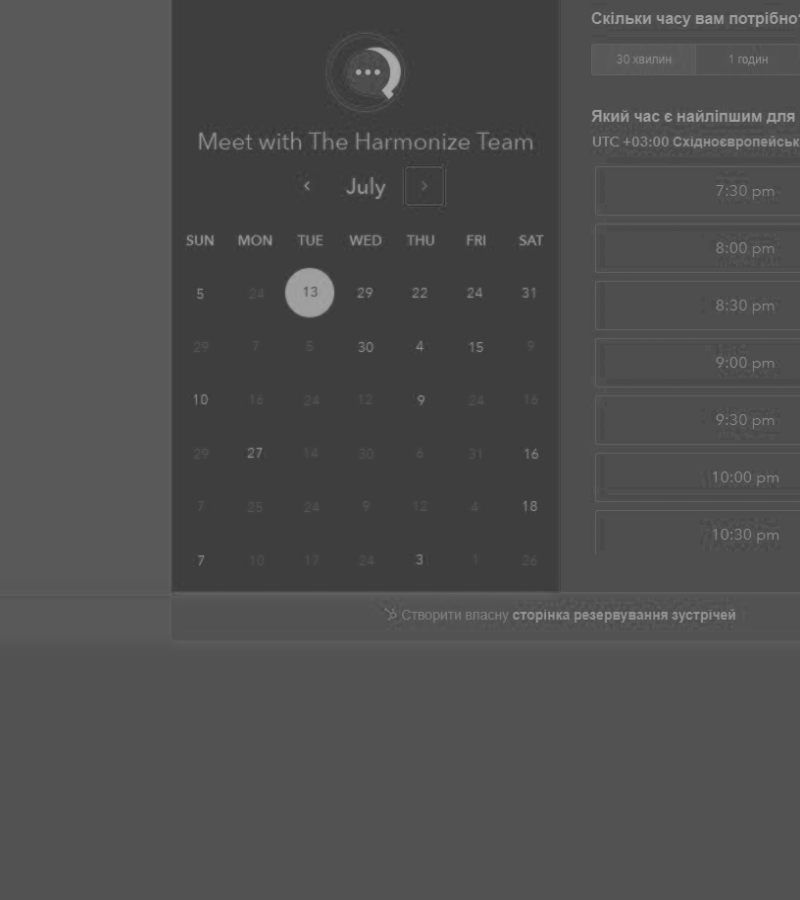 Meet with The Harmonize Team
July
SUN MON TUE WED THU FRI SAT
5 24 13 29 22 24 31
29 7 5 30 4 15 9
10 16 24 12 9 24 16
29 27 14 30 6 31 16
7 25 24 9 12 4 18
7 10 17 24 3 1 26
Скільки часу вам потрібно?
30 хвилин 1 годин
Який час є найліпшим для
UTC +03:00
7:30 pm
8:00 pm
8:30 pm
9:00 pm
9:30 pm
10:00 pm
10:30 pm
Створити власну сторінка резервування зустрічей